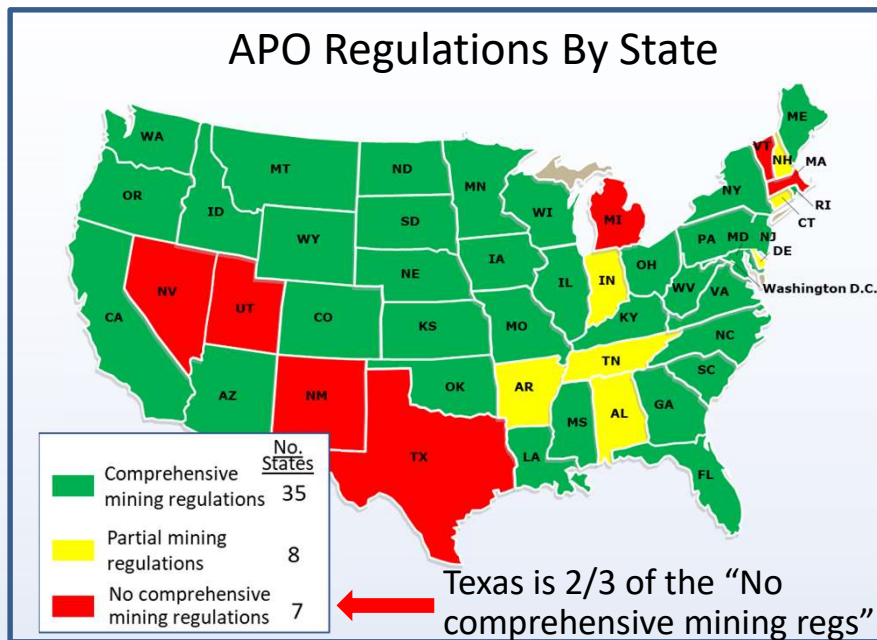 APO Regulations By State
WA
MT
ND
MN
ME
VT
NH
MA
OR
ID
SD
WI
MI
NY
RI
CT
WY
IA
PA
MD
NJ
DE
NE
IL
IN
OH
Washington D.C.
NV
UT
CO
KS
MO
WV
VA
KY
CA
NC
TN
AZ
NM
OK
AR
SC
MS
AL
GA
TX
LA
FL
No.
States
Comprehensive
mining regulations 35
Partial mining
regulations 8
No comprehensive
mining regulations 7
Texas is 2/3 of the “No
comprehensive mining regs”